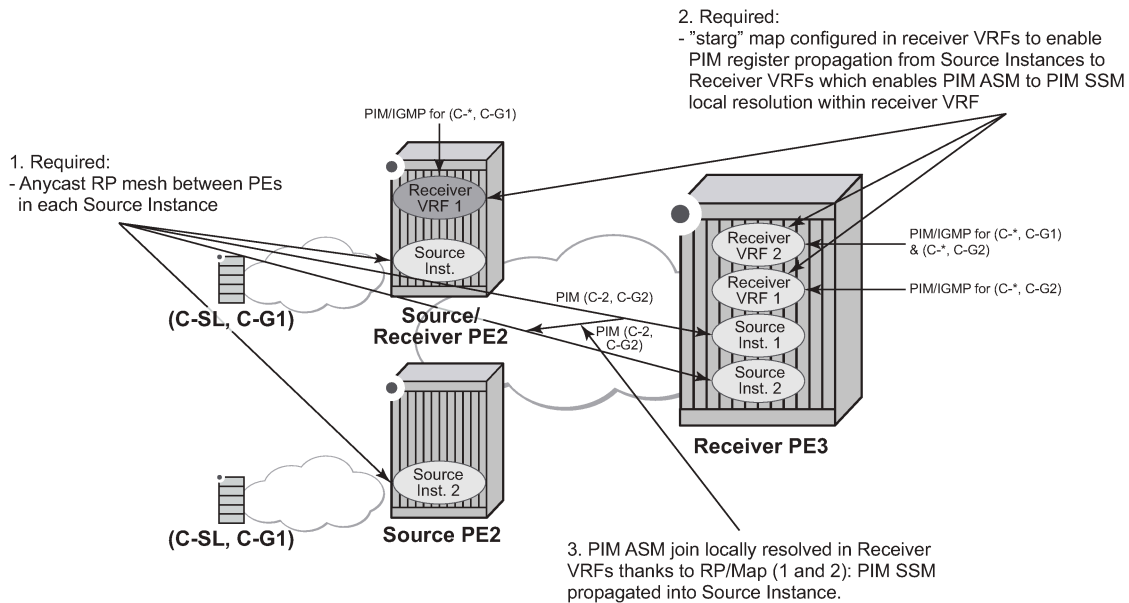 2. Required:
- ”starg” map configured in receiver VRFs to enable
PIM register propagation from Source Instances to
Receiver VRFs which enables PIM ASM to PIM SSM
local resolution within receiver VRF
PIM/IGMP for (C-*, C-G1)
1. Required:
- Anycast RP mesh between PEs
in each Source Instance
Receiver
VRF 1
Source
Inst.
(C-SL, C-G1)
Source/
Receiver PE2
Receiver
VRF 2
PIM/IGMP for (C-*, C-G1)
& (C-*, C-G2)
Receiver
VRF 1
PIM/IGMP for (C-*, C-G2)
PIM (C-2, C-G2)
PIM (C-2,
C-G2)
Source
Inst. 1
Source
Inst. 2
Receiver PE3
Source
Inst. 2
(C-SL, C-G1)
Source PE2
3. PIM ASM join locally resolved in Receiver
VRFs thanks to RP/Map (1 and 2): PIM SSM
propagated into Source Instance.